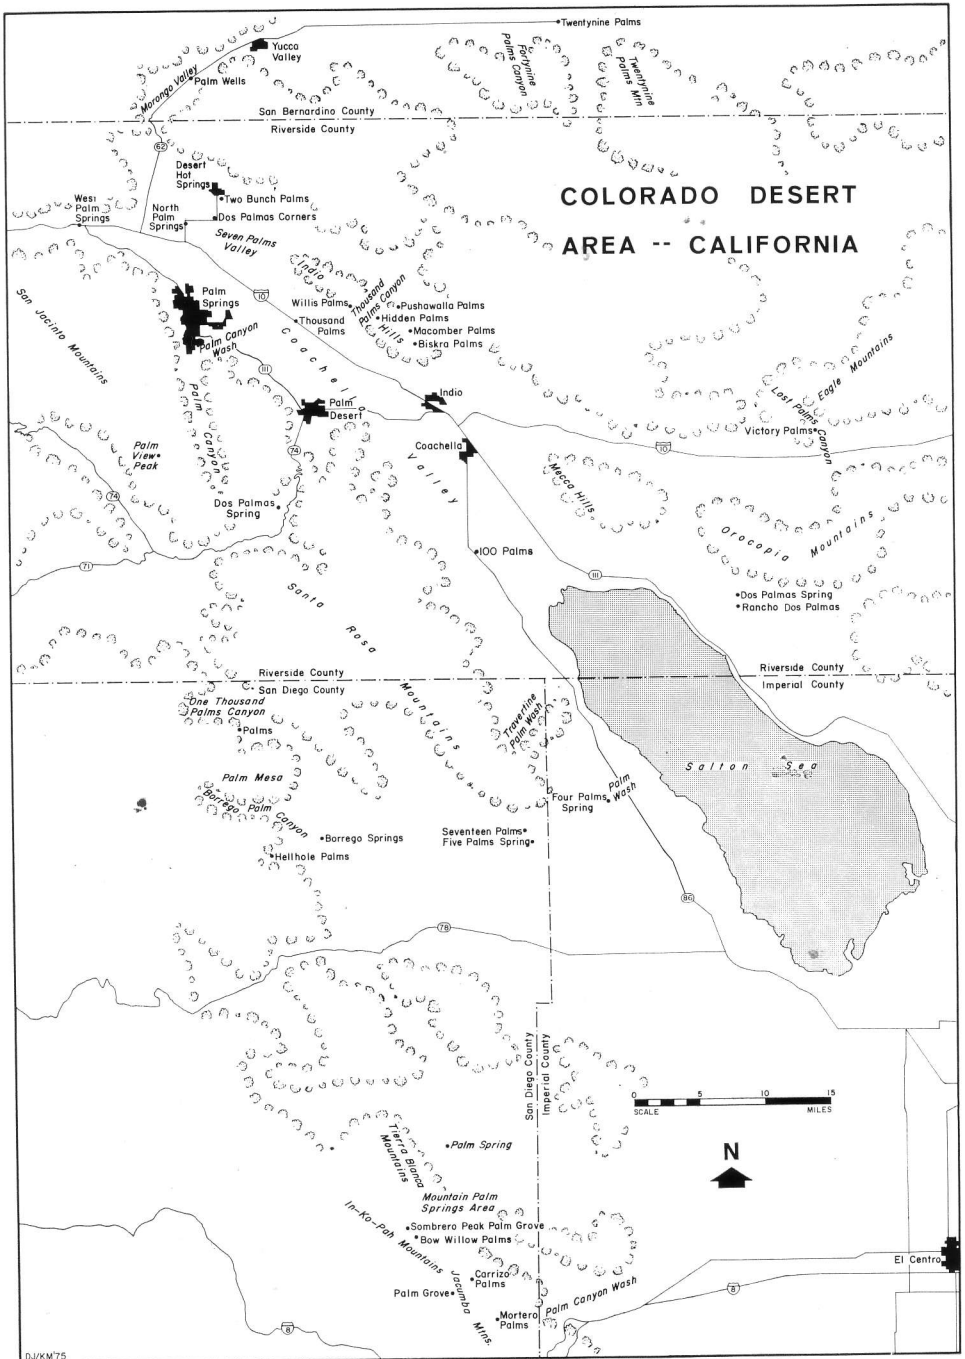 Twentynine Palms
Yucca
Valley
Fortynine
Palms Canyon
Twentynine
Palms Mtn
Morongo Valley
Palm Wells
San Bernardino County
Riverside County
62
Desert
Hot
Springs
Two Bunch Palms
West
Palm
Springs
North
Palm
Springs
Dos Palmas Corners
COLORADO DESERT
AREA -- CALIFORNIA
Seven Palms
Valley
Indio
Hills
Thousand
Palms Canyon
10
Palm
Springs
Willis Palms
Pushawalla Palms
Hidden Palms
Thousand
Palms
Macomber Palms
Biskra Palms
San Jacinto Mountains
Palm Canyon
Wash
111
Coachella
Valley
Eagle Mountains
Lost Palms
Canyon
Palm Canyon
Palm
Desert
Indio
Victory Palms
10
Palm
View
Peak
74
Coachella
Mecca Hills
74
Dos Palmas
Spring
Orocopia Mountains
71
100 Palms
111
Santa Rosa Mountains
Dos Palmas Spring
Rancho Dos Palmas
Riverside County
San Diego County
Riverside County
Imperial County
One Thousand
Palms Canyon
Palms
Travertine
Palm Wash
Salton Sea
Palm Mesa
Palm
Wash
Four Palms
Spring
Borrego Palm
Canyon
Borrego Springs
Seventeen Palms
Five Palms Spring
Hellhole Palms
86
78
San Diego County
Imperial County
0 5 10 15
SCALE MILES
Tierra Blanca
Mountains
Palm Spring
N
Mountain Palm
Springs Area
In-Ko-Pah Mountains
Sombrero Peak Palm Grove
Bow Willow Palms
El Centro
Carrizo
Palms
Palm Grove
Jacumba Mtns.
Palm Canyon Wash
8
Mortero
Palms
8
DJ/KM'75